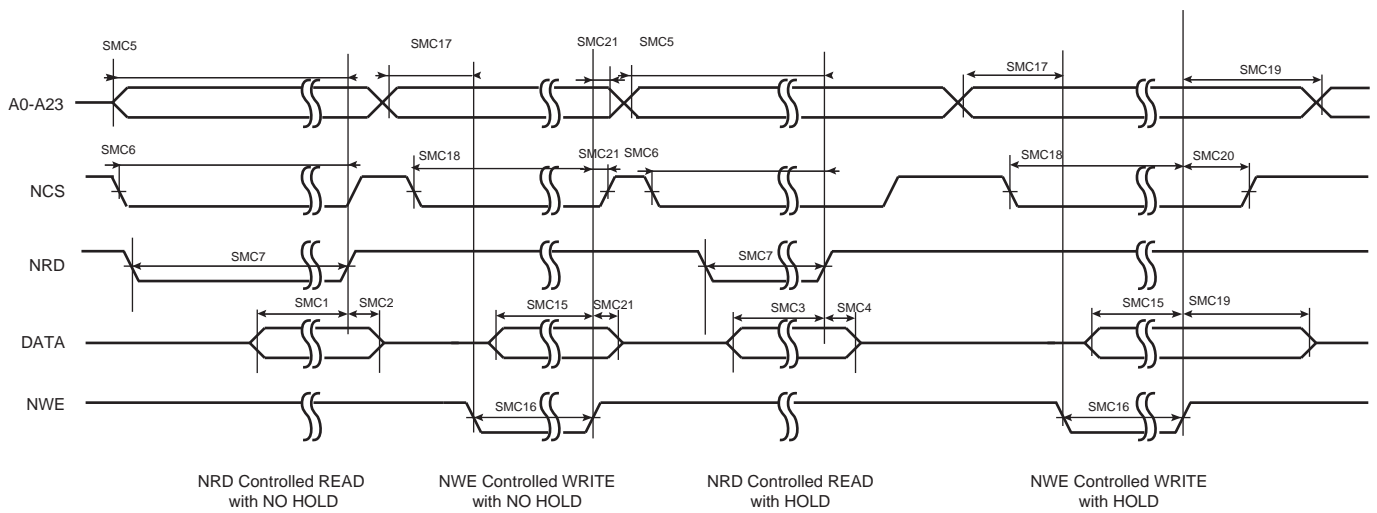 SMC5
SMC17
SMC21
SMC5
SMC17
SMC19
A0-A23
SMC6
SMC18
SMC21
SMC6
SMC18
SMC20
NCS
NRD
SMC7
SMC7
SMC1
SMC2
SMC15
SMC21
SMC3
SMC4
SMC15
SMC19
DATA
NWE
SMC16
SMC16
NRD Controlled READ
with NO HOLD
NWE Controlled WRITE
with NO HOLD
NRD Controlled READ
with HOLD
NWE Controlled WRITE
with HOLD